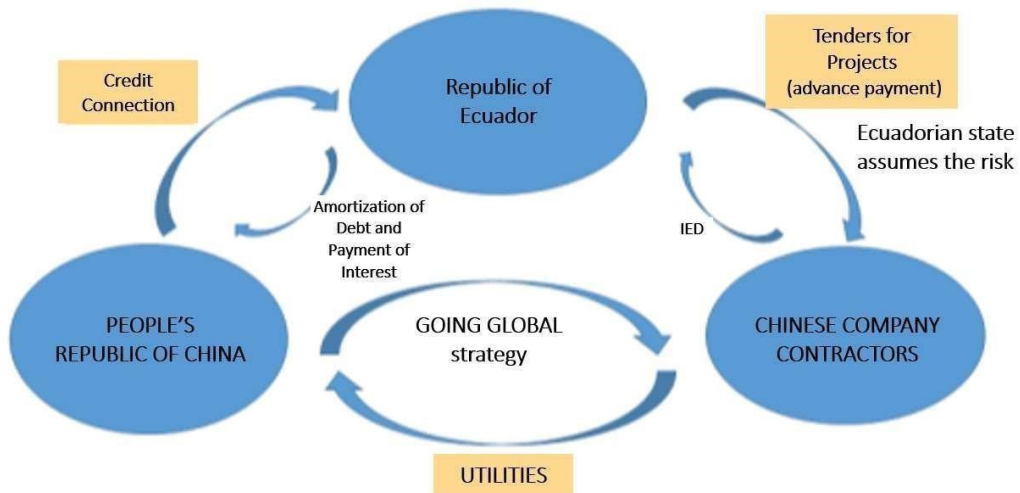 Credit
Connection
Republic of
Ecuador
Tenders for
Projects
(advance payment)
Ecuadorian state
assumes the risk
Amortization of
Debt and
Payment of
Interest
IED
PEOPLE'S
REPUBLIC OF CHINA
GOING GLOBAL
strategy
CHINESE COMPANY
CONTRACTORS
UTILITIES